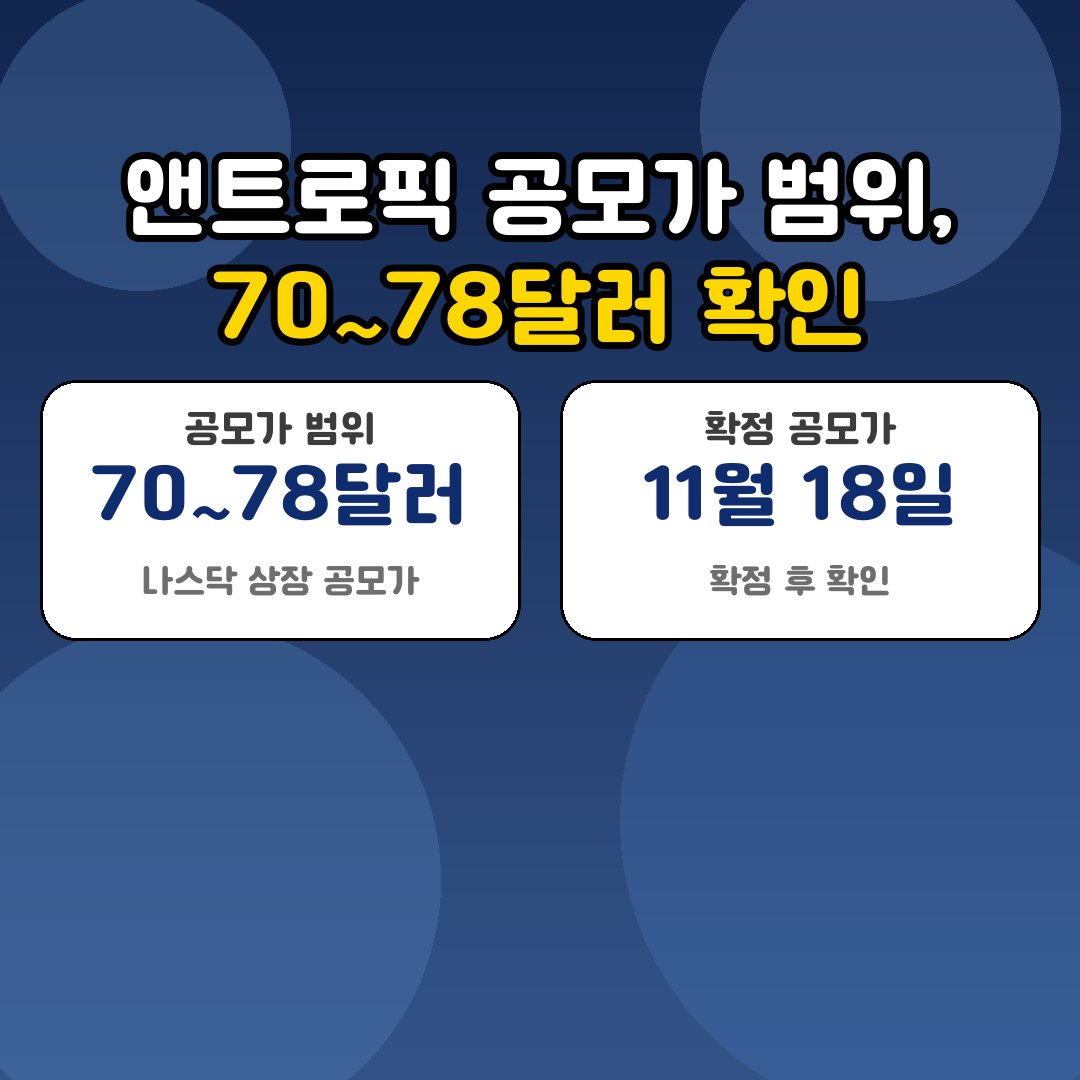 앤트로픽 공모가 범위,
70~78달러 확인
공모가 범위
70~78달러
나스닥 상장 공모가
확정 공모가
11월 18일
확정 후 확인